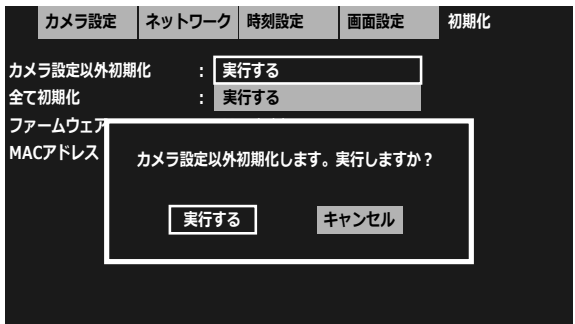 カメラ設定 ネットワーク 時刻設定 画面設定 初期化
カメラ設定以外初期化 : 実行する
全て初期化 : 実行する
ファームウェア
MACアドレス
カメラ設定以外初期化します。実行しますか？
実行する キャンセル